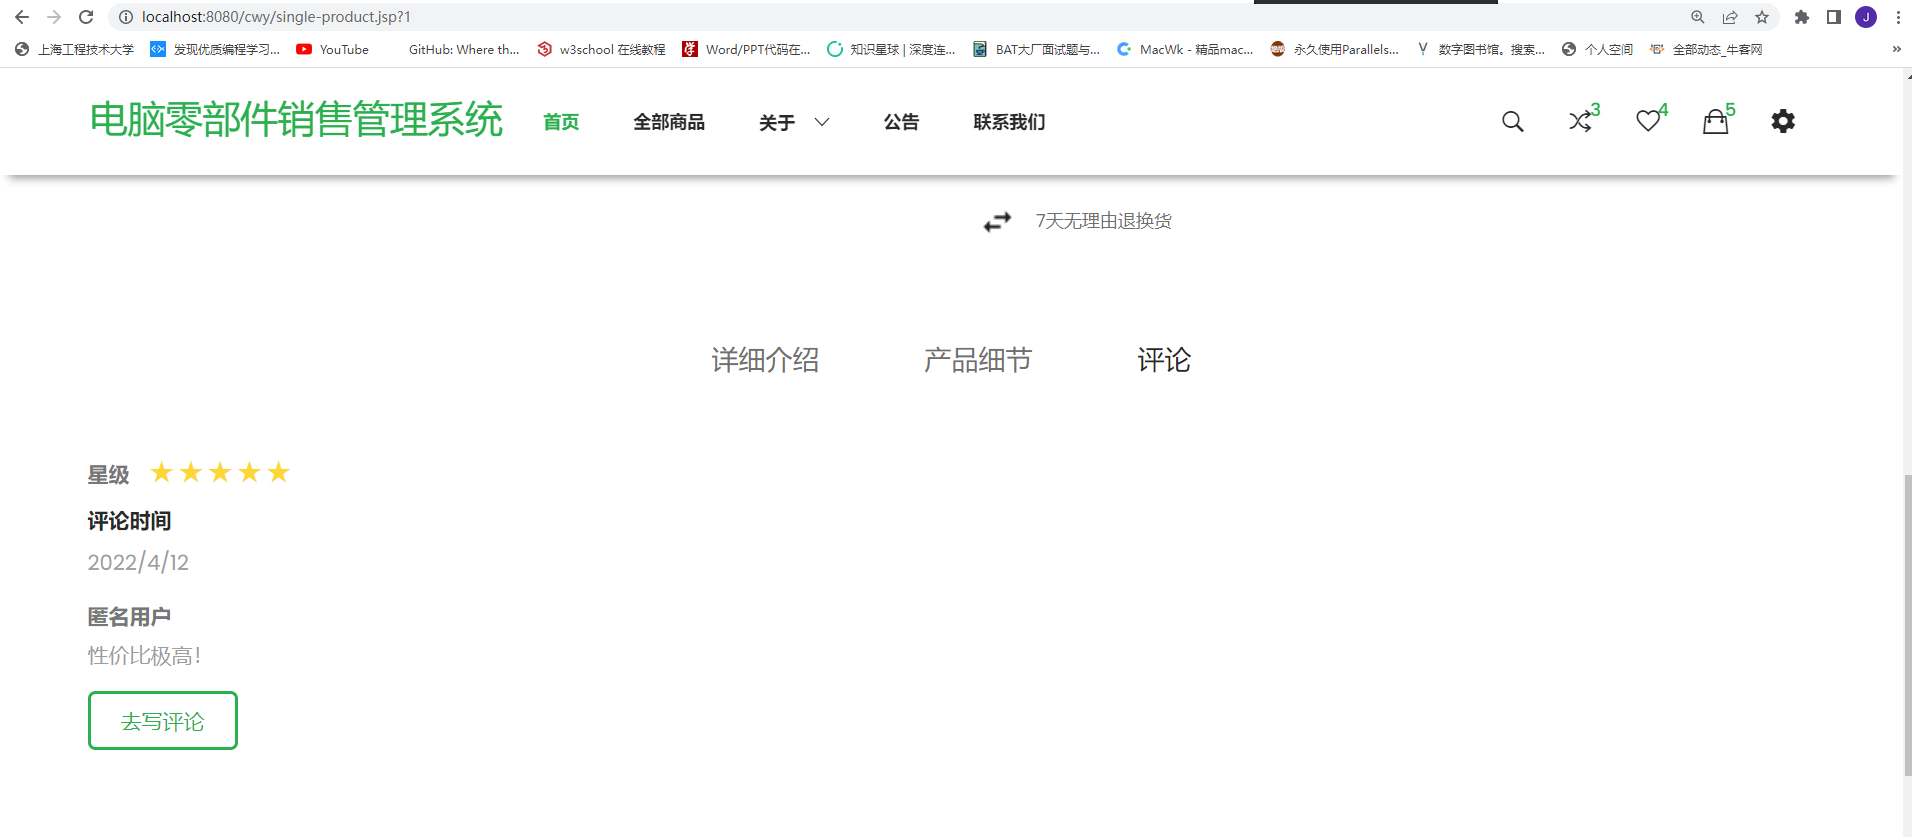 localhost:8080/cwy/single-product.jsp?1
J
上海工程技术大学 发现优质编程学习... YouTube GitHub: Where th... w3school 在线教程 Word/PPT代码在... 知识星球 | 深度连... BAT大厂面试题与... MacWk - 精品mac... 永久使用Parallels... 数字图书馆。搜索... 个人空间 全部动态_牛客网 »
电脑零部件销售管理系统 首页 全部商品 关于 公告 联系我们 3 4 5
7天无理由退换货
详细介绍 产品细节 评论
星级 ★★★★★
评论时间
2022/4/12
匿名用户
性价比极高!
去写评论